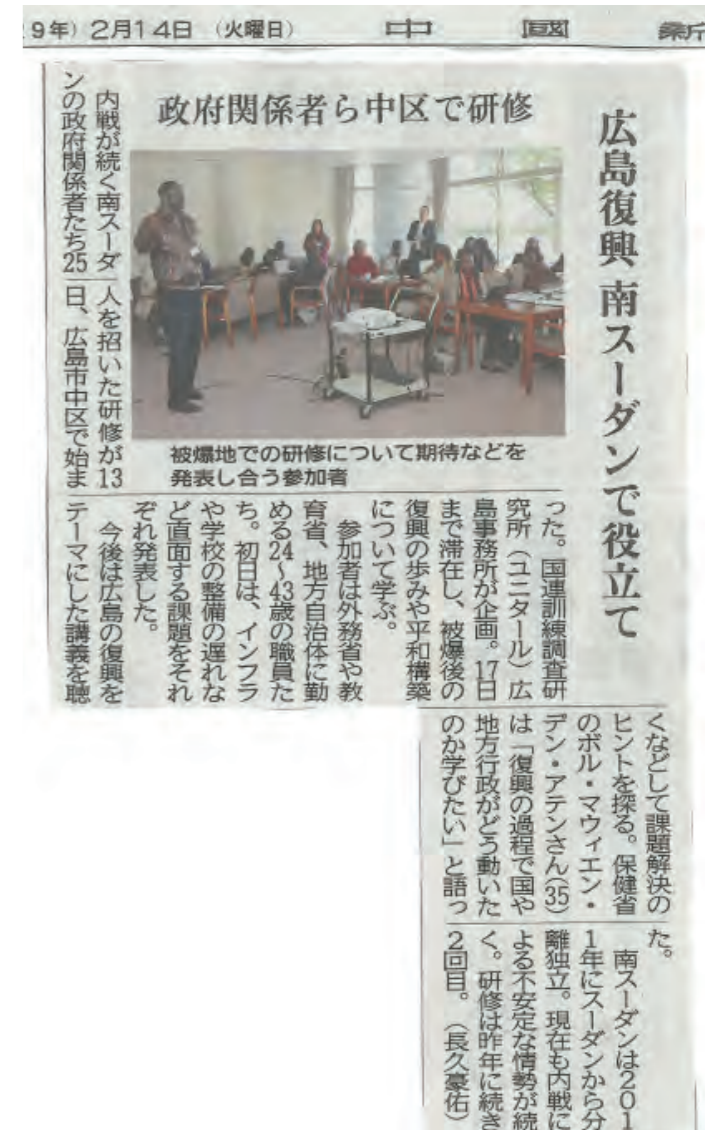 9年）2月14日（火曜日）　中國新
広島復興 南スーダンで役立て
政府関係者ら中区で研修
内戦が続く南スーダ
ンの政府関係者たち25
人を招いた研修が13
日、広島市中区で始ま
被爆地での研修について期待などを
発表し合う参加者
った。国連訓練調査研
究所（ユニタール）広
島事務所が企画。17日
まで滞在し、被爆後の
復興の歩みや平和構築
について学ぶ。
参加者は外務省や教
育省、地方自治体に勤
める24～43歳の職員た
ち。初日は、インフラ
や学校の整備の遅れな
ど直面する課題をそれ
ぞれ発表した。
今後は広島の復興を
テーマにした講義を聴
くなどして課題解決の
ヒントを探る。保健省
のボル・マウィエン・
デン・アテンさん(35)
は「復興の過程で国や
地方行政がどう動いた
のか学びたい」と語っ
た。
南スーダンは201
1年にスーダンから分
離独立。現在も内戦に
よる不安定な情勢が続
く。研修は昨年に続き
2回目。（長久豪佑）